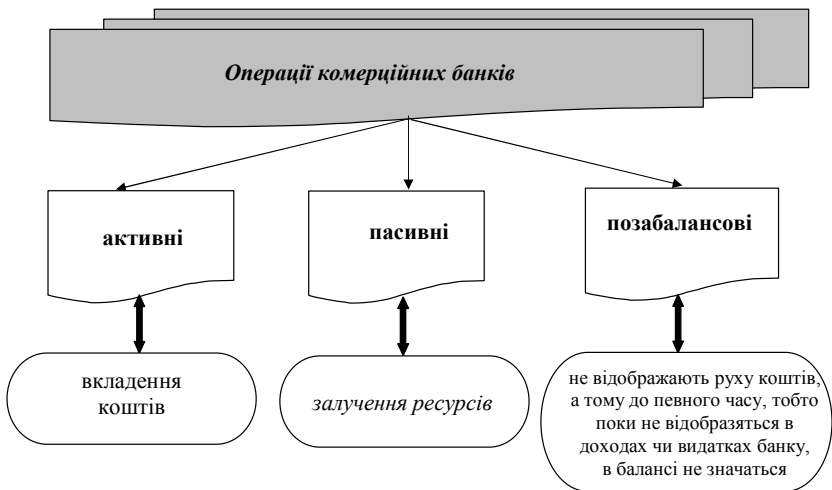 Операції комерційних банків
активні
пасивні
позабалансові
вкладення
коштів
залучення ресурсів
не відображають руху коштів,
а тому до певного часу, тобто
поки не відобразяться в
доходах чи видатках банку,
в балансі не значаться